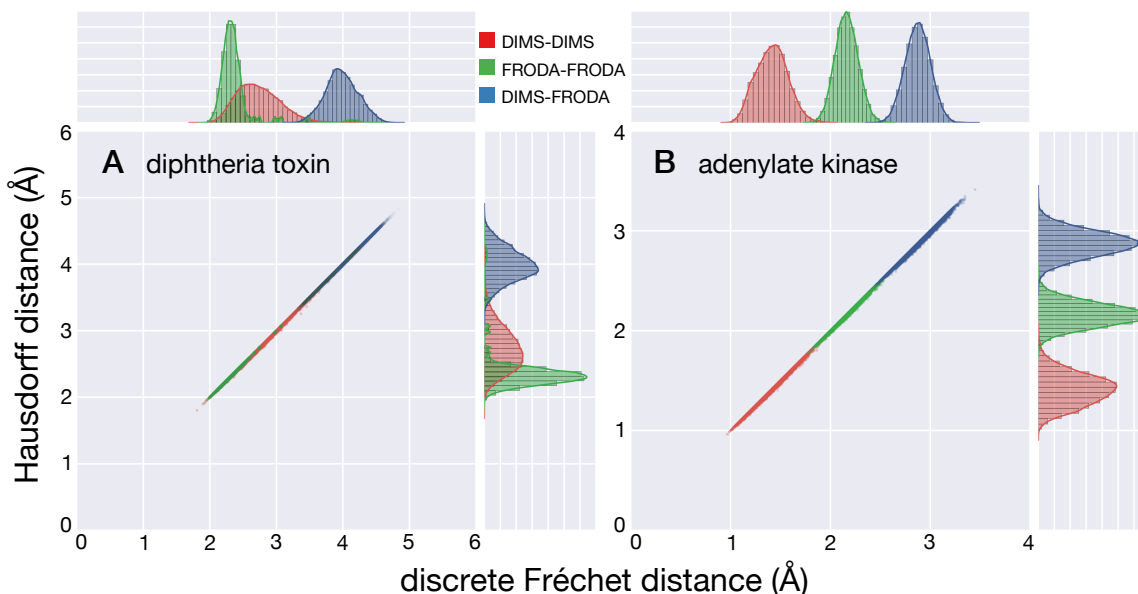 DIMS-DIMS
FRODA-FRODA
DIMS-FRODA
A diphtheria toxin
B adenylate kinase
Hausdorff distance (Å)
6
5
4
3
2
1
0
0 1 2 3 4 5 6
4
3
2
1
0
0 1 2 3 4
discrete Fréchet distance (Å)